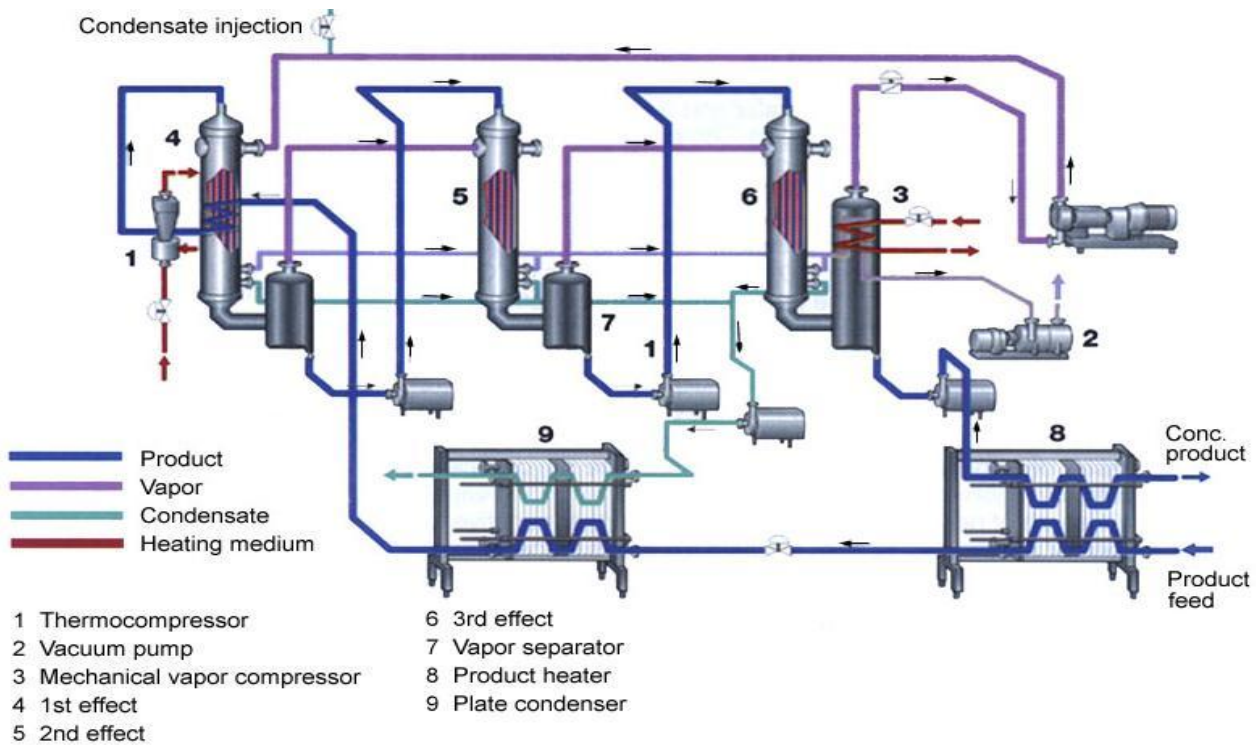 Condensate injection
4
5
6
3
1
7
1
2
9
8
Conc.
product
Product
Vapor
Condensate
Heating medium
Product
feed
1 Thermocompressor
2 Vacuum pump
3 Mechanical vapor compressor
4 1st effect
5 2nd effect
6 3rd effect
7 Vapor separator
8 Product heater
9 Plate condenser